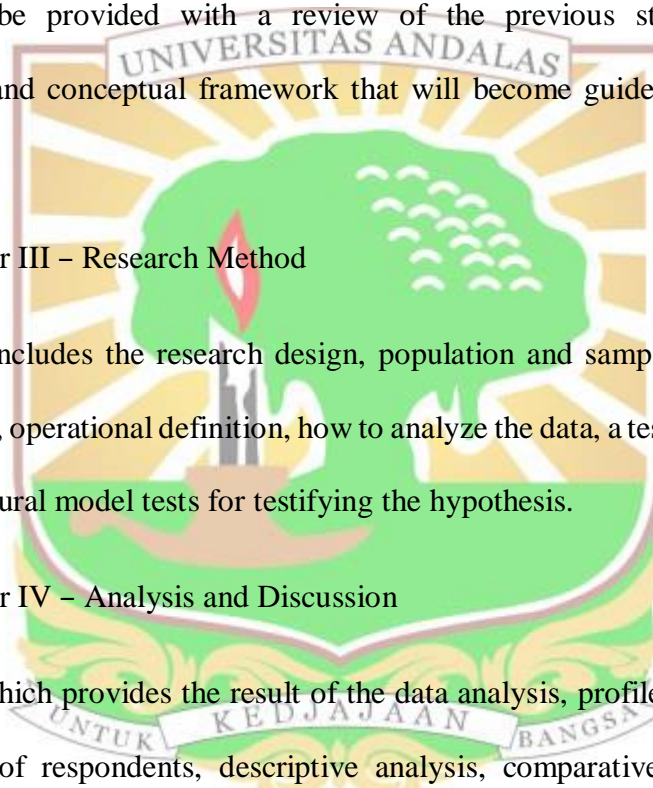 be provided with a review of the previous st
UNIVERSITAS ANDALAS
and conceptual framework that will become guide
r III – Research Method
ncludes the research design, population and samp
, operational definition, how to analyze the data, a tes
ural model tests for testifying the hypothesis.
r IV – Analysis and Discussion
hich provides the result of the data analysis, profile
UNTUK KEDJAJAAN BANGSA
of respondents, descriptive analysis, comparative